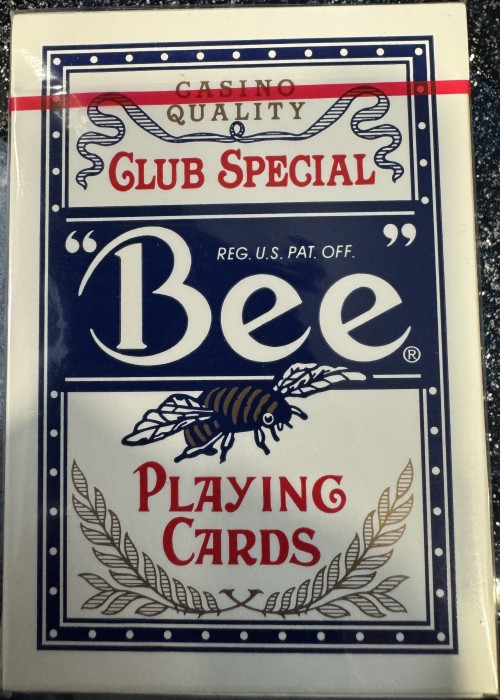 CASINO
QUALITY
CLUB SPECIAL
“Bee”
REG. U.S. PAT. OFF.
®
PLAYING
CARDS